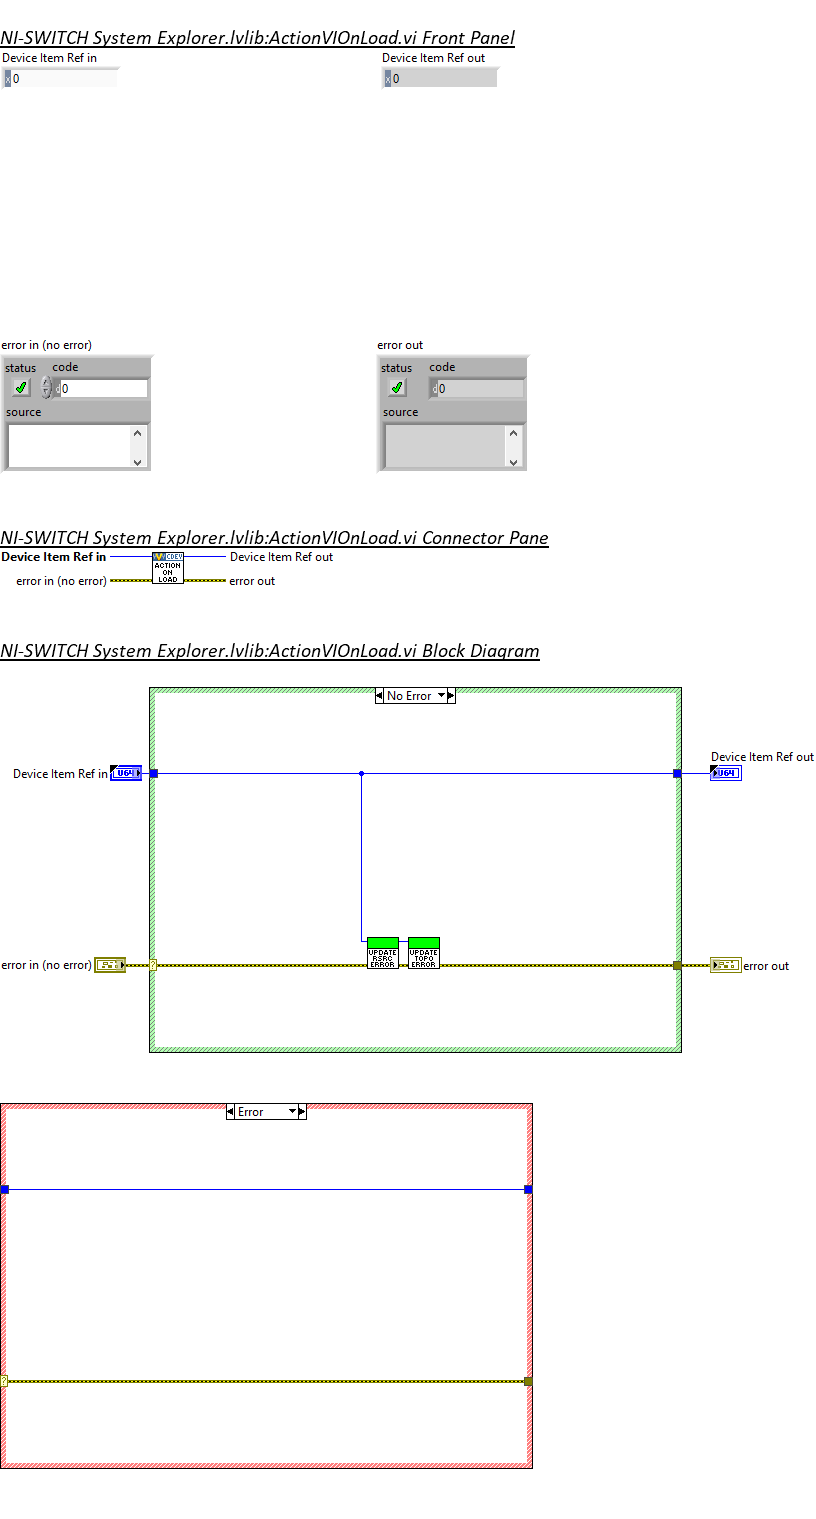 NI-SWITCH System Explorer.lvlib:ActionVIOnLoad.vi Front Panel
Device Item Ref in
Device Item Ref out
x 0
x 0
error in (no error)
error out
status code
status code
d 0
d 0
source
source
NI-SWITCH System Explorer.lvlib:ActionVIOnLoad.vi Connector Pane
Device Item Ref in
CDEV
ACTION
ON
LOAD
Device Item Ref out
error in (no error)
error out
NI-SWITCH System Explorer.lvlib:ActionVIOnLoad.vi Block Diagram
No Error
Device Item Ref in
U64
Device Item Ref out
U64
UPDATE
RSRC
ERROR
UPDATE
TOPO
ERROR
error in (no error)
?
error out
Error
?